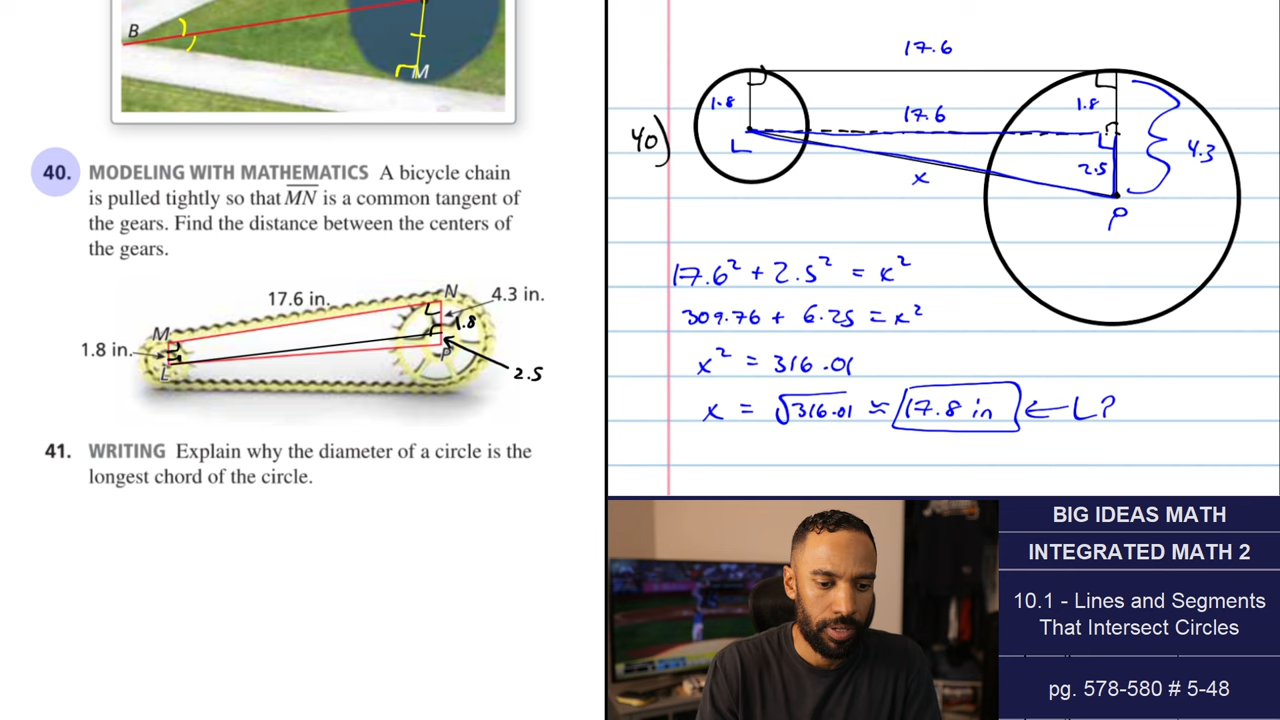 B
M
40. MODELING WITH MATHEMATICS A bicycle chain
is pulled tightly so that MN is a common tangent of
the gears. Find the distance between the centers of
the gears.
17.6 in.
N
4.3 in.
M
1.8
1.8 in.
L
P
2.5
41. WRITING Explain why the diameter of a circle is the
longest chord of the circle.
17.6
40)
1.8
17.6
1.8
4.3
L
2.5
x
P
17.6² + 2.5² = x²
309.76 + 6.25 = x²
x² = 316.01
x = √316.01 ≈ 17.8 in ← LP
BIG IDEAS MATH
INTEGRATED MATH 2
10.1 - Lines and Segments
That Intersect Circles
pg. 578-580 # 5-48